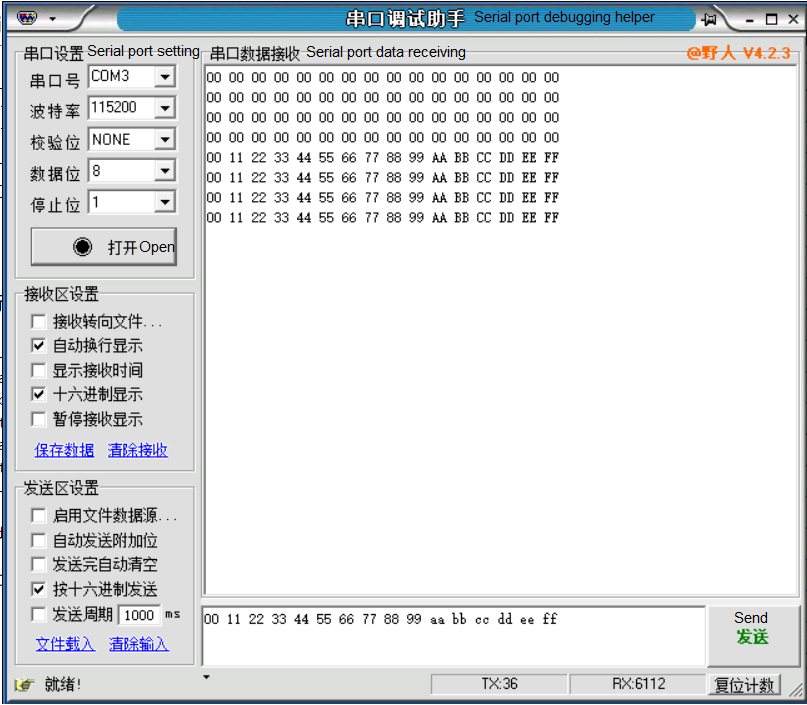 串口调试助手 Serial port debugging helper
串口设置 Serial port setting
串口号 COM3
波特率 115200
校验位 NONE
数据位 8
停止位 1
打开Open
接收区设置
接收转向文件...
自动换行显示
显示接收时间
十六进制显示
暂停接收显示
保存数据 清除接收
发送区设置
启用文件数据源...
自动发送附加位
发送完自动清空
按十六进制发送
发送周期 1000 ms
文件载入 清除输入
串口数据接收 Serial port data receiving
@野人 V4.2.3
00 00 00 00 00 00 00 00 00 00 00 00 00 00 00 00
00 00 00 00 00 00 00 00 00 00 00 00 00 00 00 00
00 00 00 00 00 00 00 00 00 00 00 00 00 00 00 00
00 00 00 00 00 00 00 00 00 00 00 00 00 00 00 00
00 11 22 33 44 55 66 77 88 99 AA BB CC DD EE FF
00 11 22 33 44 55 66 77 88 99 AA BB CC DD EE FF
00 11 22 33 44 55 66 77 88 99 AA BB CC DD EE FF
00 11 22 33 44 55 66 77 88 99 AA BB CC DD EE FF
00 11 22 33 44 55 66 77 88 99 aa bb cc dd ee ff
Send
发送
就绪!
TX:36
RX:6112
复位计数